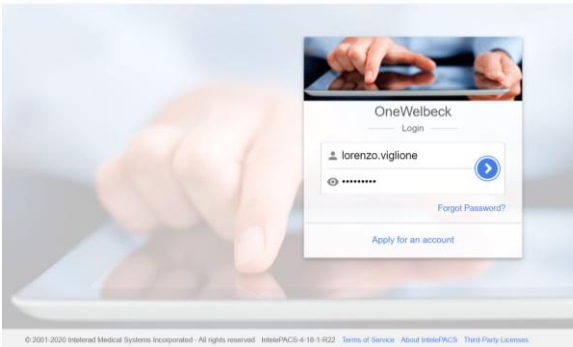 OneWelbeck
Login
lorenzo.viglione
•••••••••
Forgot Password?
Apply for an account
© 2001-2020 Intelerad Medical Systems Incorporated - All rights reserved IntelePACS-4-18-1-R22 Terms of Service About IntelePACS Third-Party Licenses